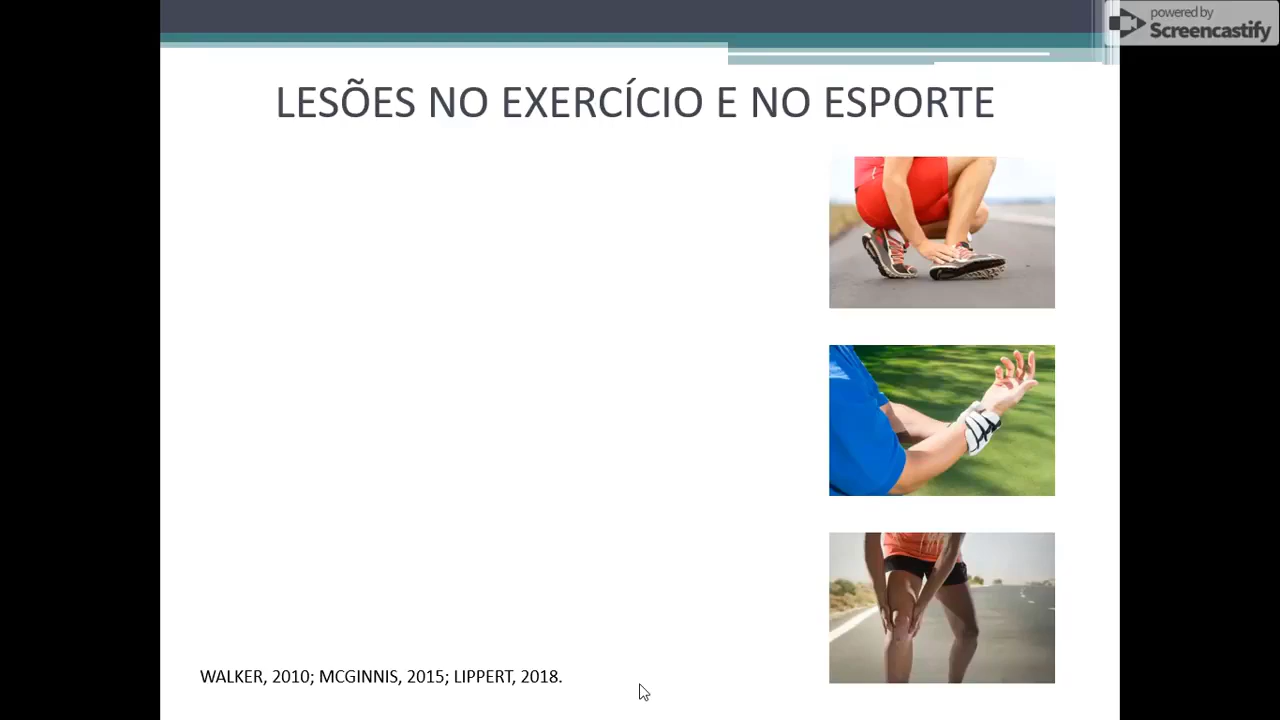 powered by
Screencastify
LESÕES NO EXERCÍCIO E NO ESPORTE
WALKER, 2010; MCGINNIS, 2015; LIPPERT, 2018.